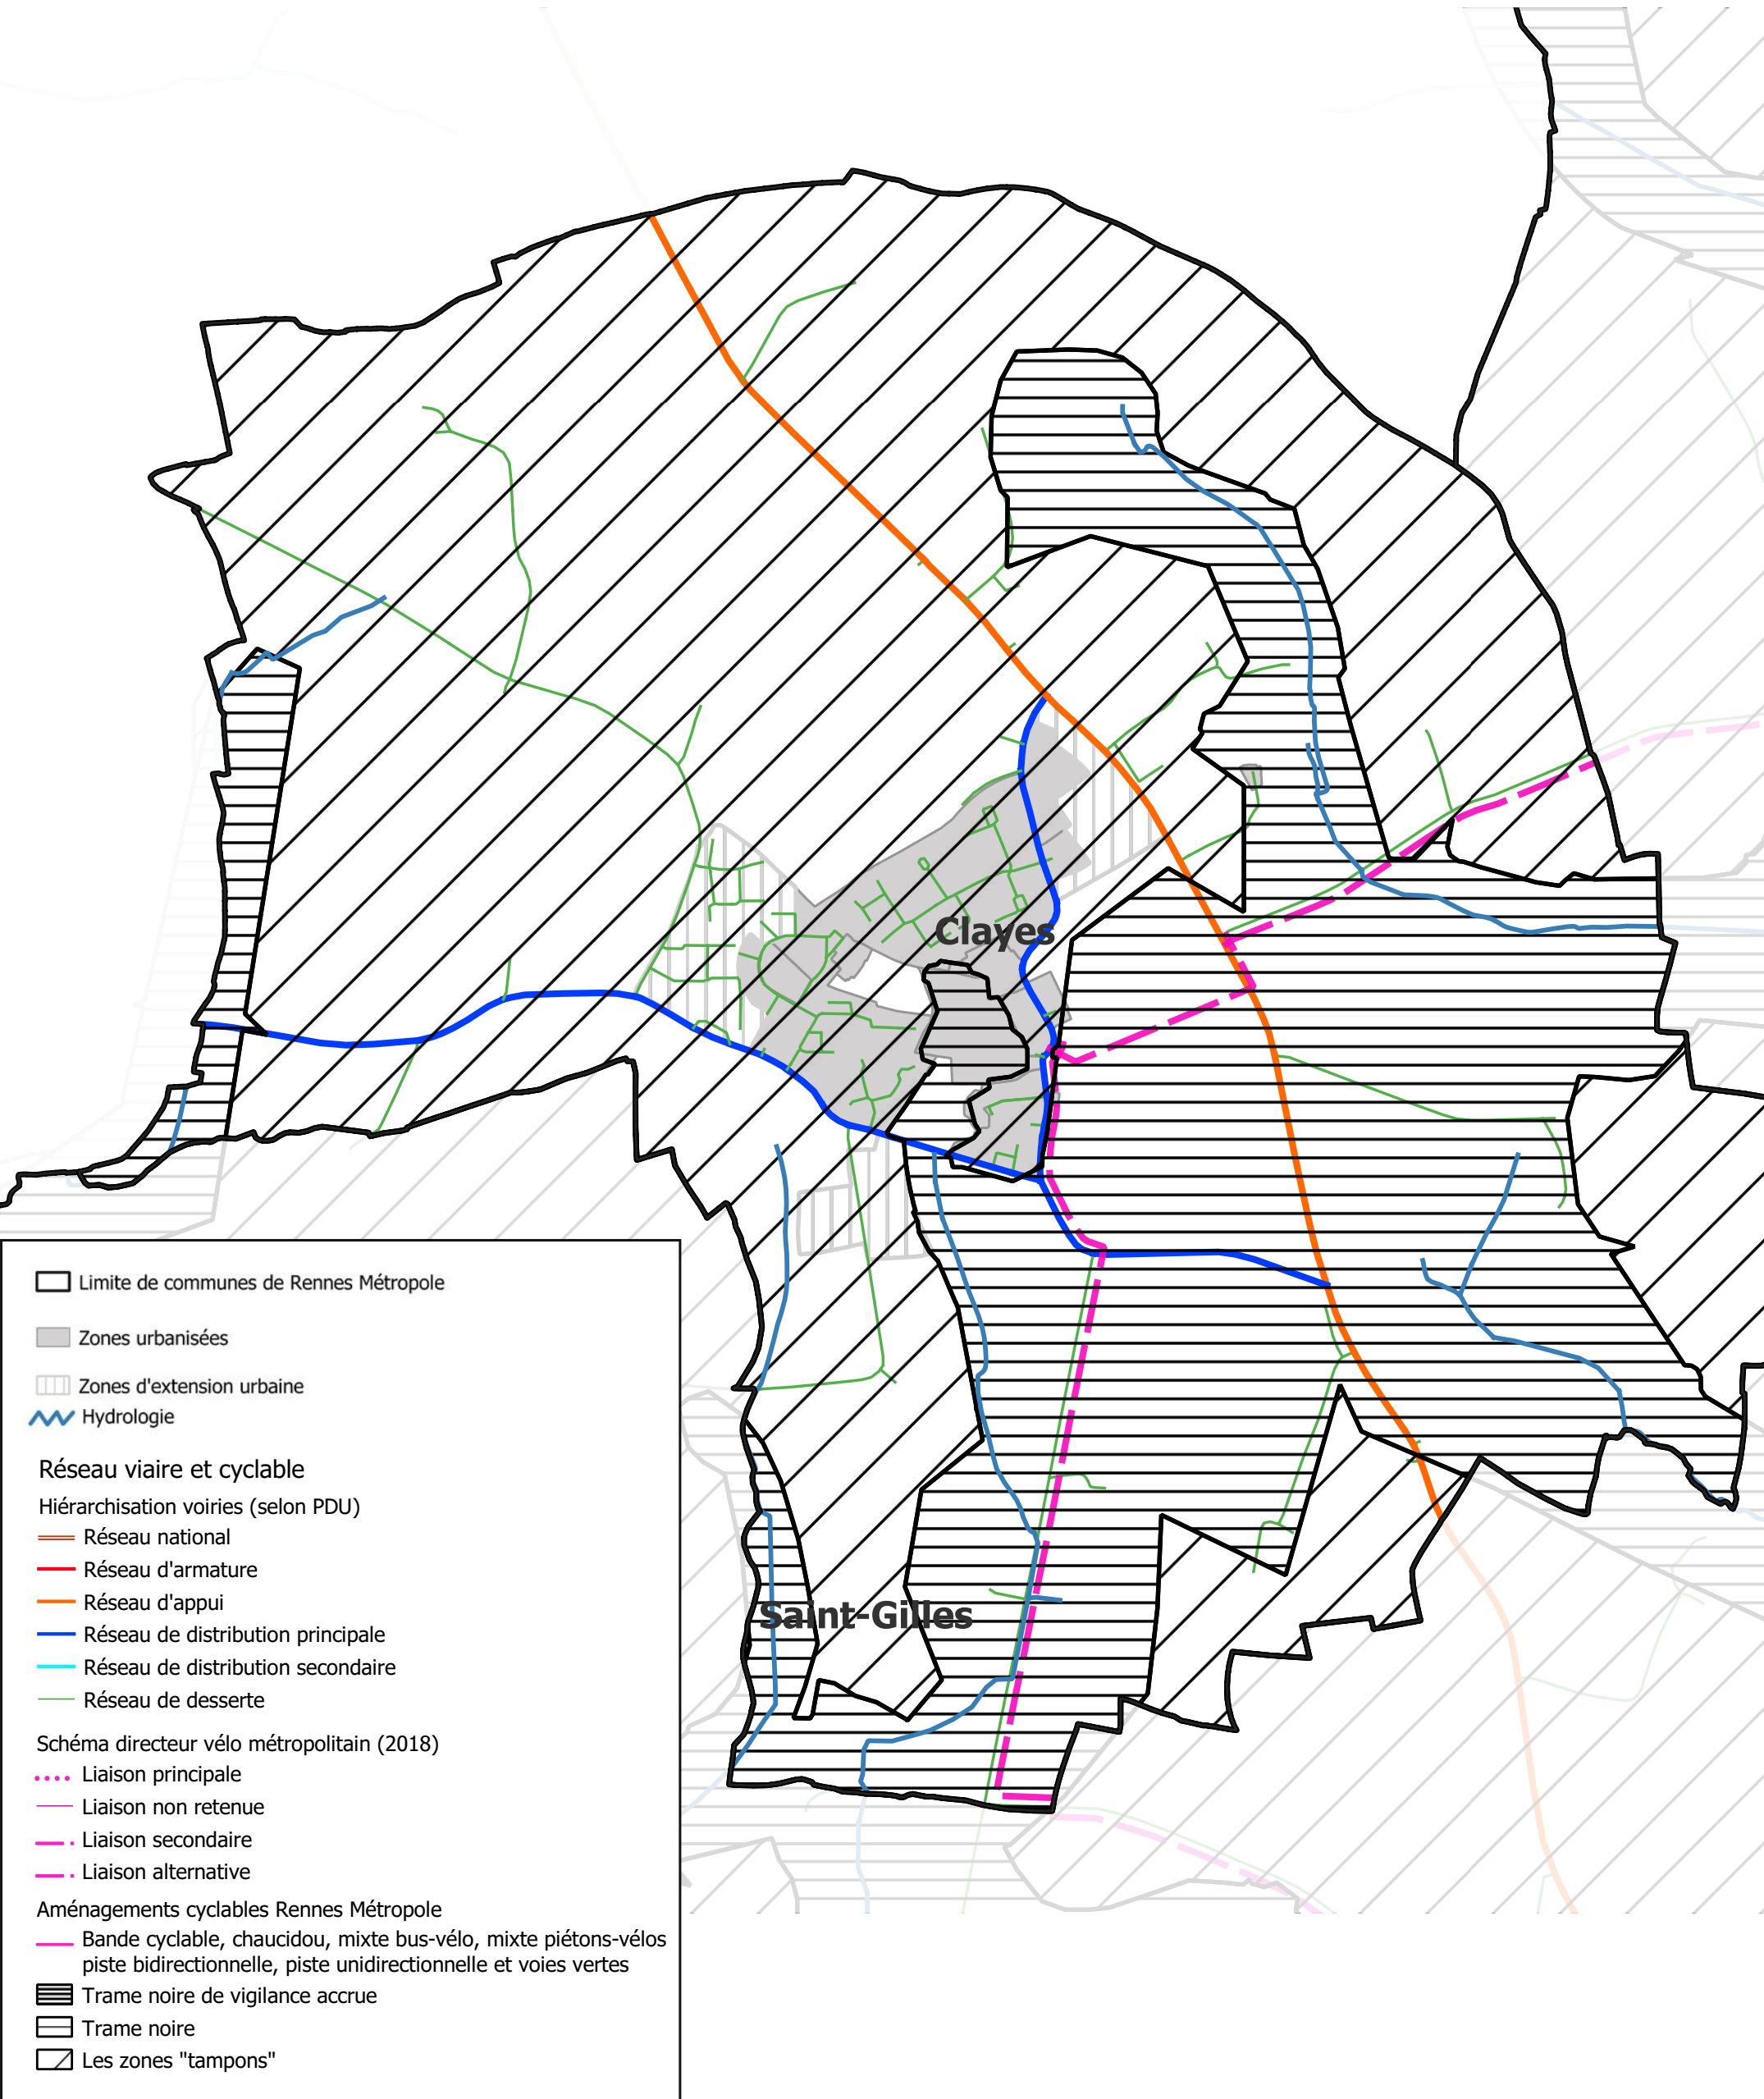 Clayes
Saint-Gilles
Limite de communes de Rennes Métropole
Zones urbanisées
Zones d'extension urbaine
Hydrologie
Réseau viaire et cyclable
Hiérarchisation voiries (selon PDU)
Réseau national
Réseau d'armature
Réseau d'appui
Réseau de distribution principale
Réseau de distribution secondaire
Réseau de desserte
Schéma directeur vélo métropolitain (2018)
Liaison principale
Liaison non retenue
Liaison secondaire
Liaison alternative
Aménagements cyclables Rennes Métropole
Bande cyclable, chaucidou, mixte bus-vélo, mixte piétons-vélos
piste bidirectionnelle, piste unidirectionnelle et voies vertes
Trame noire de vigilance accrue
Trame noire
Les zones "tampons"